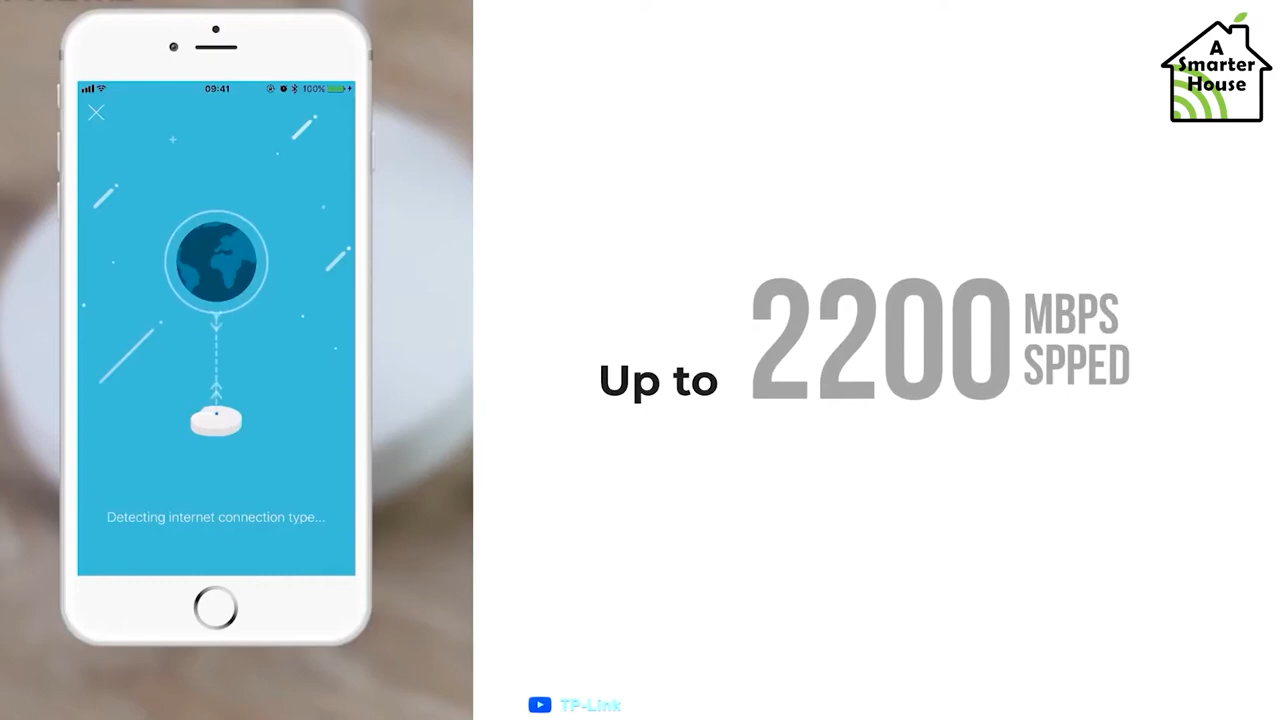 09:41
100%
Detecting internet connection type...
Up to
2200
MBPS
SPPED
A
Smarter
House
TP-Link